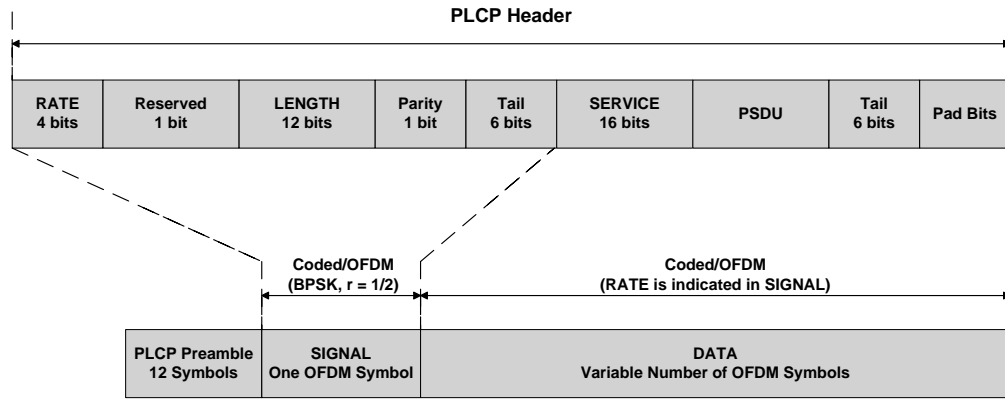 PLCP Header
RATE
4 bits
Reserved
1 bit
LENGTH
12 bits
Parity
1 bit
Tail
6 bits
SERVICE
16 bits
PSDU
Tail
6 bits
Pad Bits
Coded/OFDM
(BPSK, r = 1/2)
Coded/OFDM
(RATE is indicated in SIGNAL)
PLCP Preamble
12 Symbols
SIGNAL
One OFDM Symbol
DATA
Variable Number of OFDM Symbols